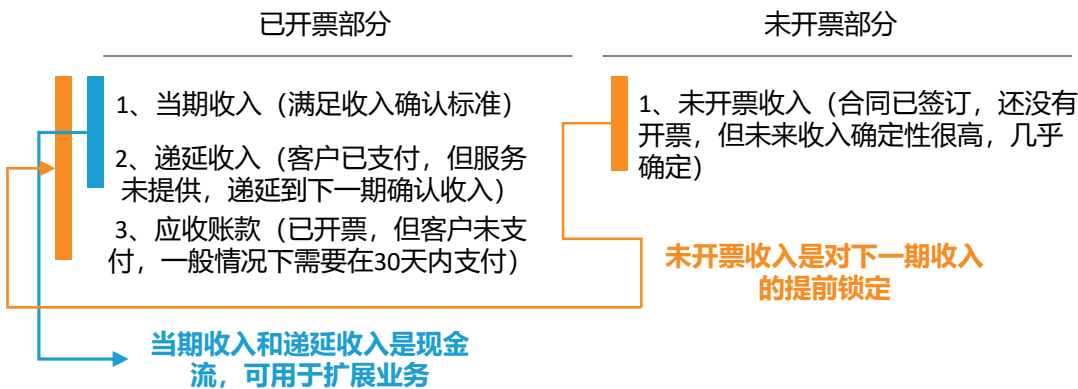 已开票部分
1、当期收入（满足收入确认标准）
2、递延收入（客户已支付，但服务
未提供，递延到下一期确认收入）
3、应收账款（已开票，但客户未支
付，一般情况下需要在30天内支付）
当期收入和递延收入是现金
流，可用于扩展业务
未开票部分
1、未开票收入（合同已签订，还没有
开票，但未来收入确定性很高，几乎
确定）
未开票收入是对下一期收入
的提前锁定